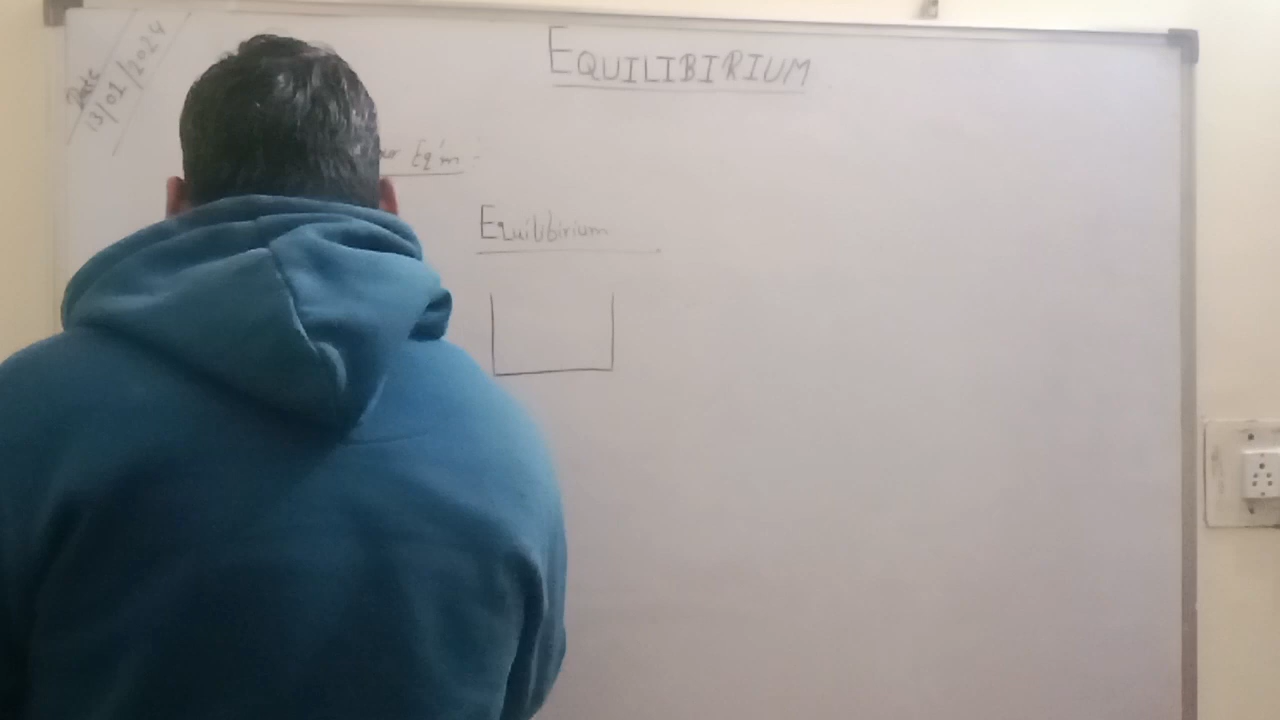 Date
13/01/2024
EQUILIBIRIUM
Eq'm :
Equilibirium